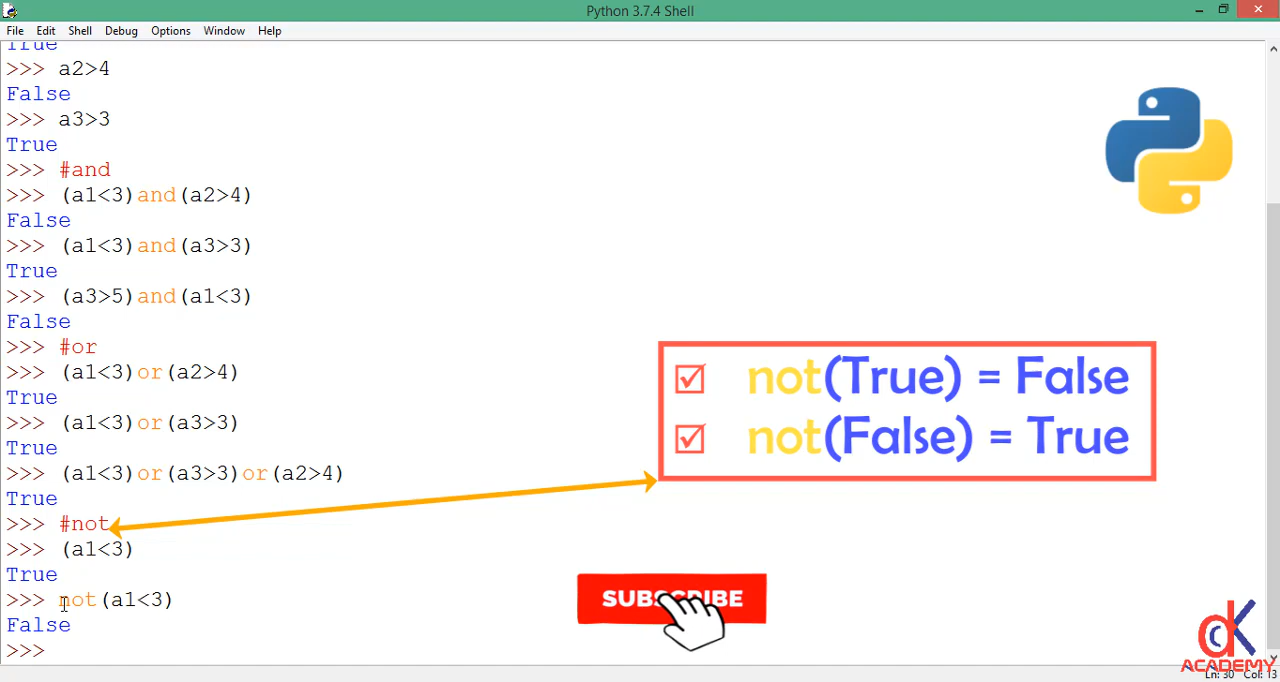 Python 3.7.4 Shell
File Edit Shell Debug Options Window Help
True
>>> a2>4
False
>>> a3>3
True
>>> #and
>>> (a1<3)and(a2>4)
False
>>> (a1<3)and(a3>3)
True
>>> (a3>5)and(a1<3)
False
>>> #or
>>> (a1<3)or(a2>4)
True
>>> (a1<3)or(a3>3)
True
>>> (a1<3)or(a3>3)or(a2>4)
True
>>> #not
>>> (a1<3)
True
>>> not(a1<3)
False
>>>
not(True) = False
not(False) = True
SUBSCRIBE
dK
ACADEMY
Ln: 30 Col: 13